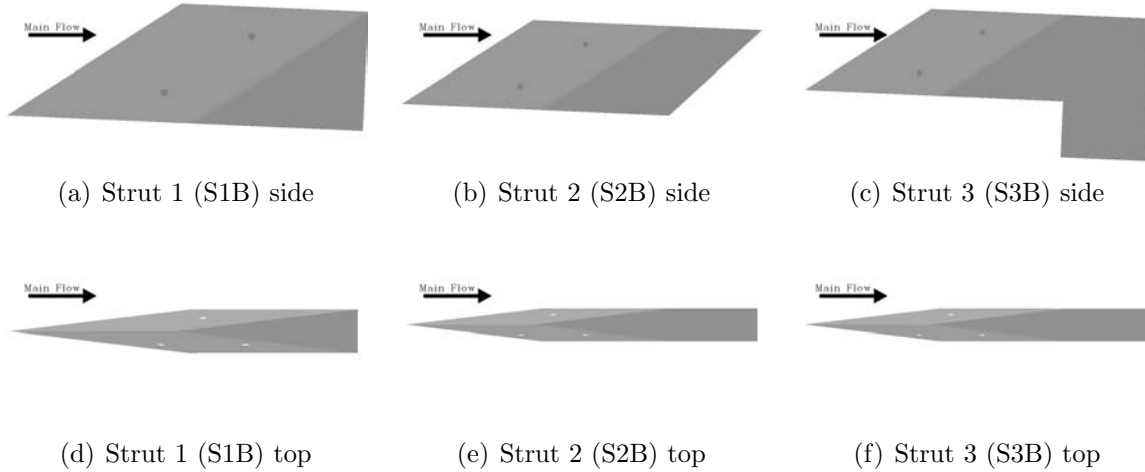 Main Flow
Main Flow
Main Flow
(a) Strut 1 (S1B) side
(b) Strut 2 (S2B) side
(c) Strut 3 (S3B) side
Main Flow
Main Flow
Main Flow
(d) Strut 1 (S1B) top
(e) Strut 2 (S2B) top
(f) Strut 3 (S3B) top